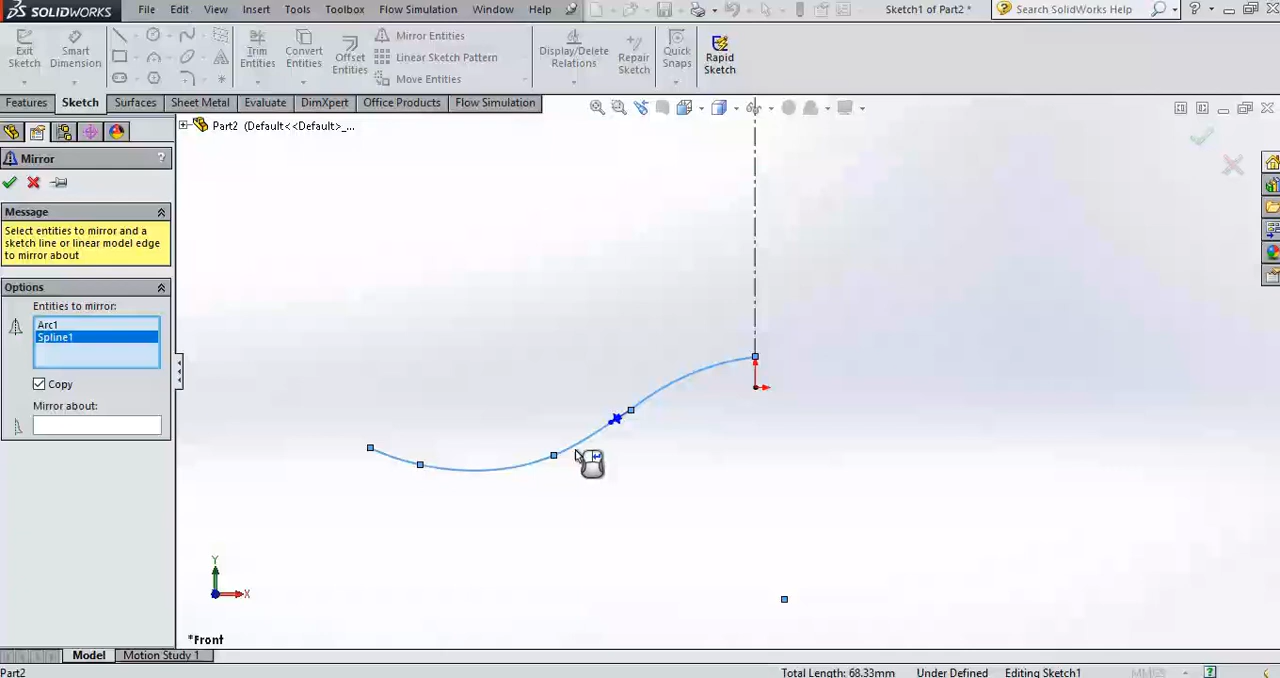 SOLIDWORKS File Edit View Insert Tools Toolbox Flow Simulation Window Help Sketch1 of Part2 * Search SolidWorks Help
Exit Sketch
Smart Dimension
Trim Entities
Convert Entities
Offset Entities
Mirror Entities
Linear Sketch Pattern
Move Entities
Display/Delete Relations
Repair Sketch
Quick Snaps
Rapid Sketch
Features Sketch Surfaces Sheet Metal Evaluate DimXpert Office Products Flow Simulation
Part2 (Default<<Default>_...
Mirror ?
Message
Select entities to mirror and a
sketch line or linear model edge
to mirror about
Options
Entities to mirror:
Arc1
Spline1
Copy
Mirror about:
Y
X
*Front
Model Motion Study 1
Part2 Total Length: 68.33mm Under Defined Editing Sketch1 MMGS